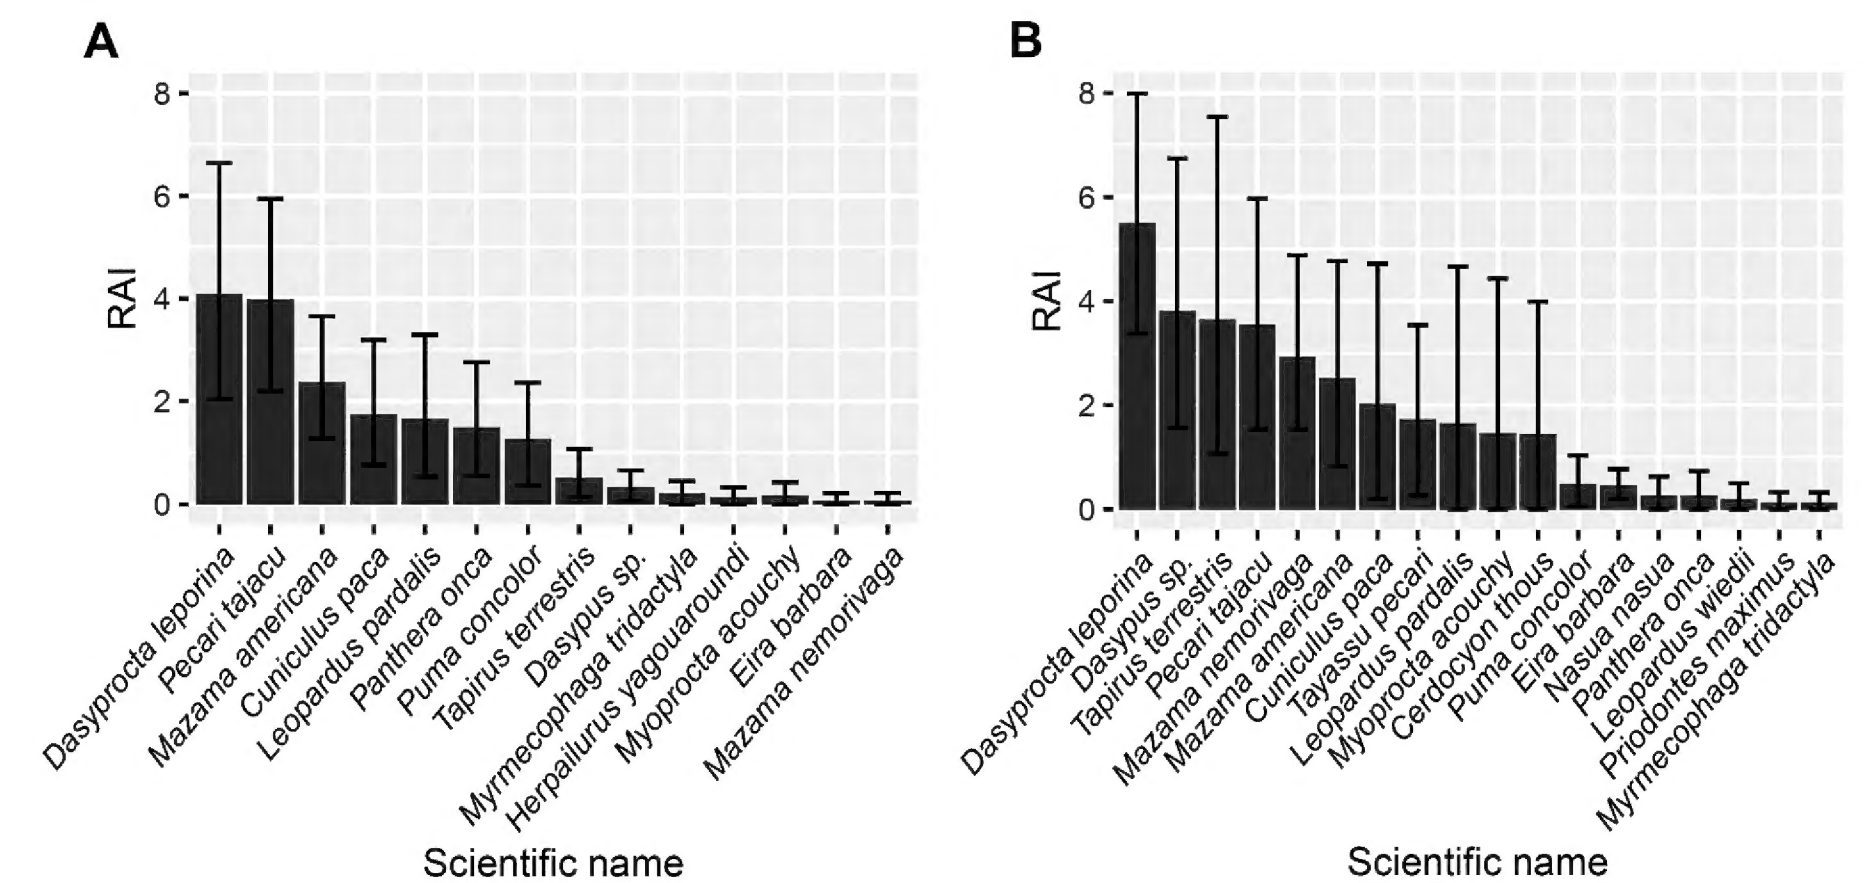 A
RAI
8
6
4
2
0
Dasyprocta leporina
Pecari tajacu
Mazama americana
Cuniculus paca
Leopardus pardalis
Panthera onca
Puma concolor
Tapirus terrestris
Dasypus sp.
Myrmecophaga tridactyla
Herpailurus yagouaroundi
Myoprocta acouchy
Eira barbara
Mazama nemorivaga
Scientific name
B
RAI
8
6
4
2
0
Dasyprocta leporina
Dasypus sp.
Tapirus terrestris
Pecari tajacu
Mazama nemorivaga
Mazama americana
Cuniculus paca
Tayassu pecari
Leopardus pardalis
Myoprocta acouchy
Cerdocyon thous
Puma concolor
Eira barbara
Nasua nasua
Panthera onca
Leopardus wiedii
Priodontes maximus
Myrmecophaga tridactyla
Scientific name